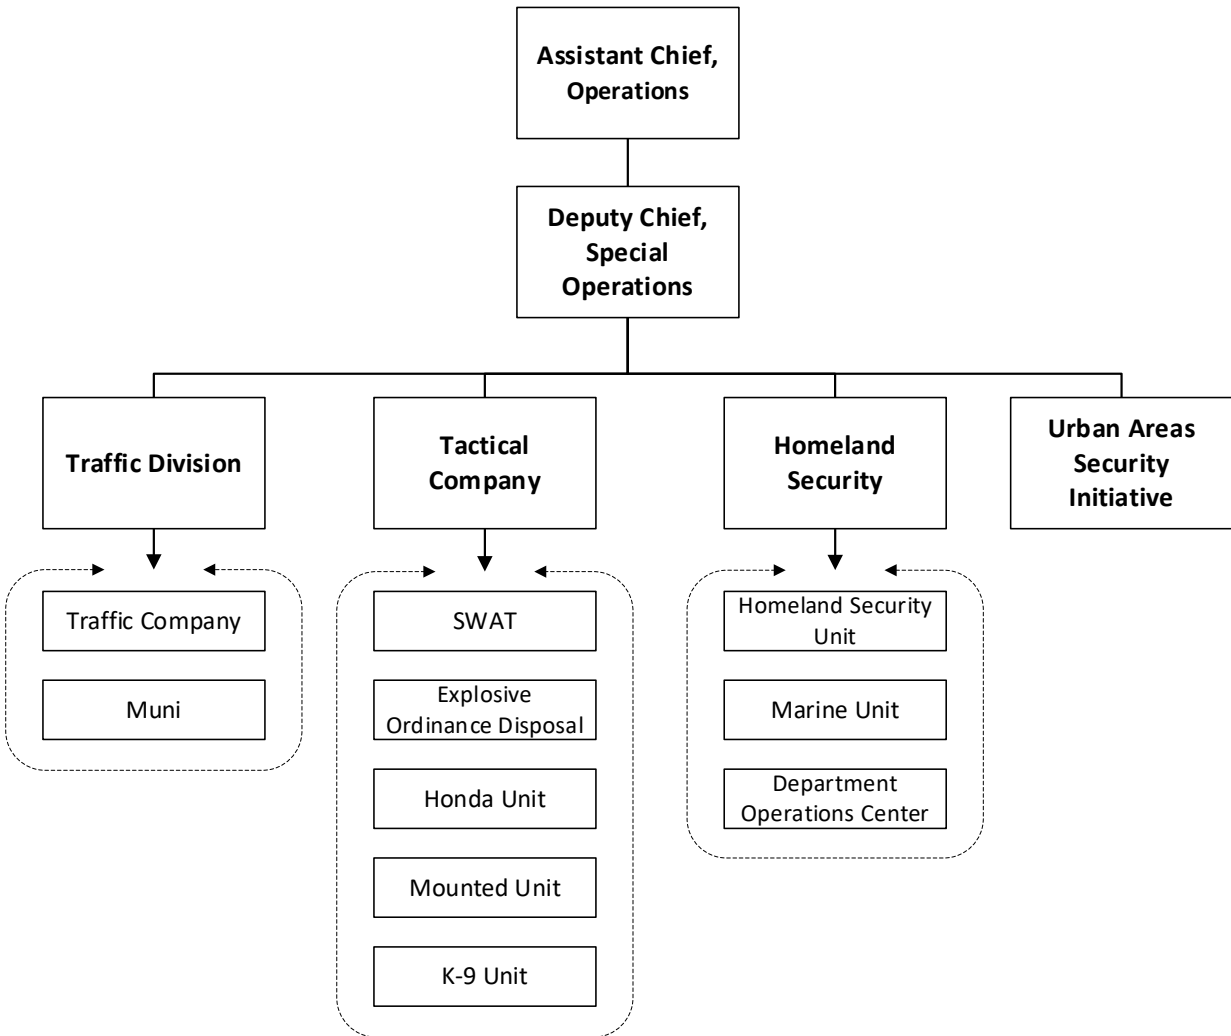 Assistant Chief,
Operations
Deputy Chief,
Special
Operations
Traffic Division
Tactical
Company
Homeland
Security
Urban Areas
Security
Initiative
Traffic Company
Muni
SWAT
Explosive
Ordinance Disposal
Honda Unit
Mounted Unit
K-9 Unit
Homeland Security
Unit
Marine Unit
Department
Operations Center